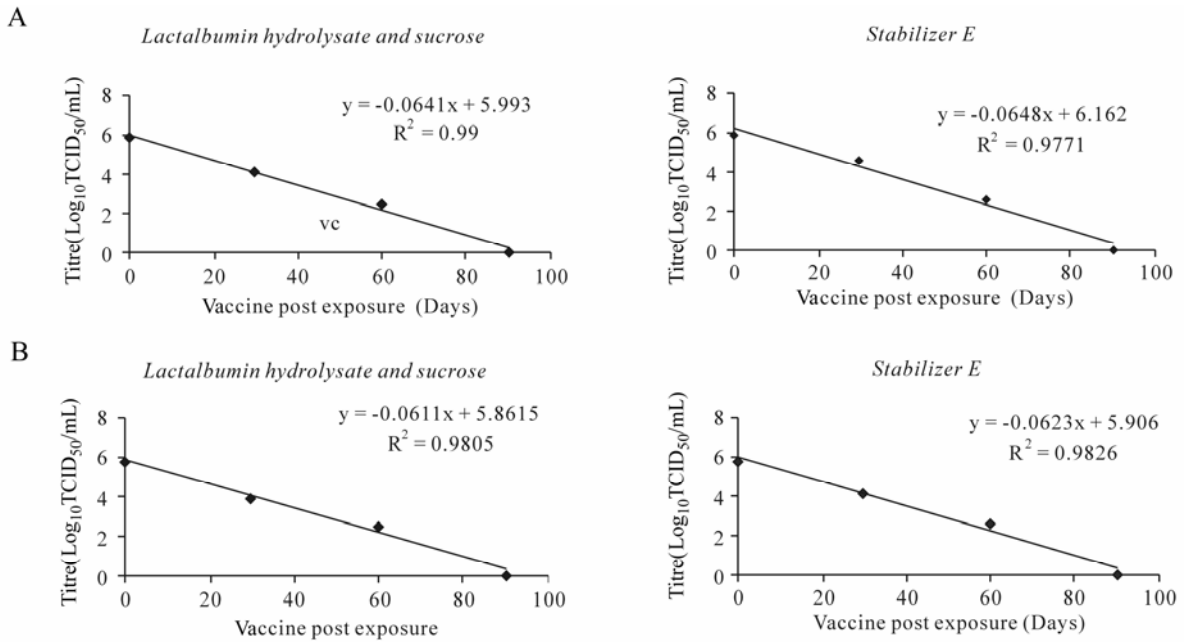 A
Lactalbumin hydrolysate and sucrose
Titre(Log₁₀TCID₅₀/mL)
8
6
4
2
0
y = -0.0641x + 5.993
R² = 0.99
vc
0 20 40 60 80 100
Vaccine post exposure (Days)
Stabilizer E
Titre(Log₁₀TCID₅₀/mL)
8
6
4
2
0
y = -0.0648x + 6.162
R² = 0.9771
0 20 40 60 80 100
Vaccine post exposure (Days)
B
Lactalbumin hydrolysate and sucrose
Titre(Log₁₀TCID₅₀/mL)
8
6
4
2
0
y = -0.0611x + 5.8615
R² = 0.9805
0 20 40 60 80 100
Vaccine post exposure
Stabilizer E
Titre(Log₁₀TCID₅₀/mL)
8
6
4
2
0
y = -0.0623x + 5.906
R² = 0.9826
0 20 40 60 80 100
Vaccine post exposure (Days)